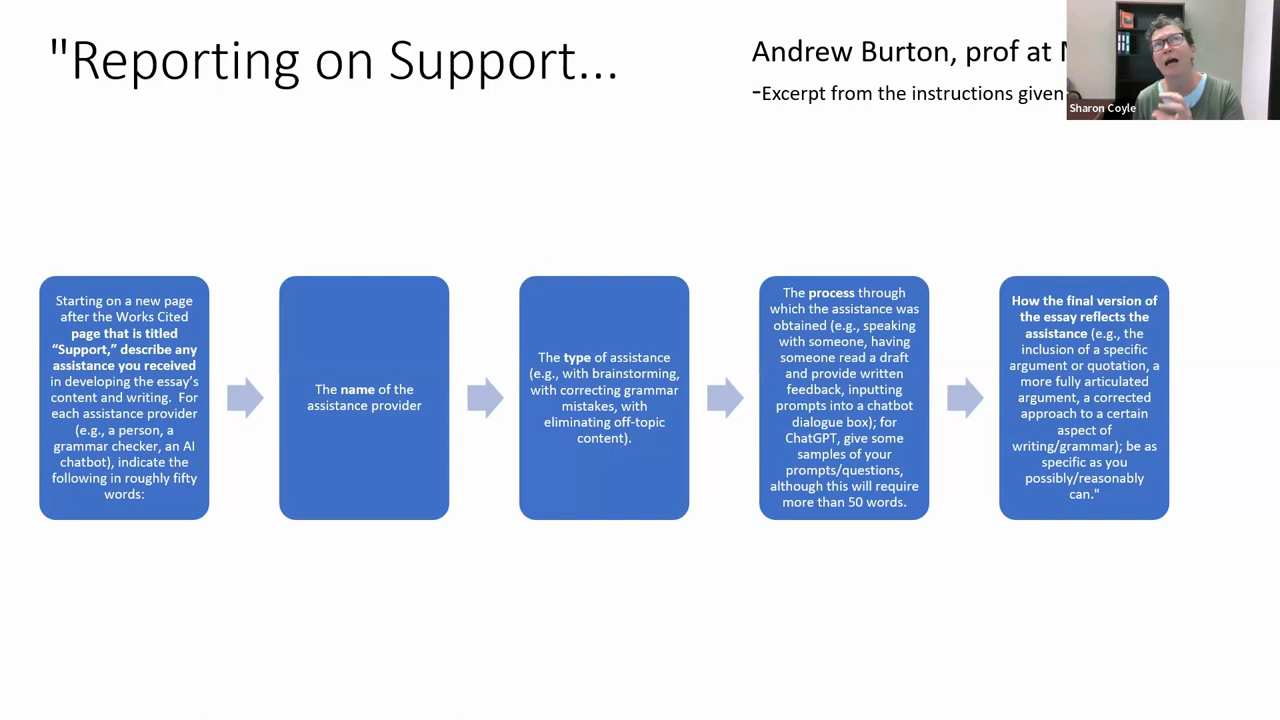 "Reporting on Support...
Andrew Burton, prof at
-Excerpt from the instructions given
Sharon Coyle
Starting on a new page
after the Works Cited
page that is titled
“Support,” describe any
assistance you received
in developing the essay’s
content and writing. For
each assistance provider
(e.g., a person, a
grammar checker, an AI
chatbot), indicate the
following in roughly fifty
words:
The name of the
assistance provider
The type of assistance
(e.g., with brainstorming,
with correcting grammar
mistakes, with
eliminating off-topic
content).
The process through
which the assistance was
obtained (e.g., speaking
with someone, having
someone read a draft
and provide written
feedback, inputting
prompts into a chatbot
dialogue box); for
ChatGPT, give some
samples of your
prompts/questions,
although this will require
more than 50 words.
How the final version of
the essay reflects the
assistance (e.g., the
inclusion of a specific
argument or quotation, a
more fully articulated
argument, a corrected
approach to a certain
aspect of
writing/grammar); be as
specific as you
possibly/reasonably
can."